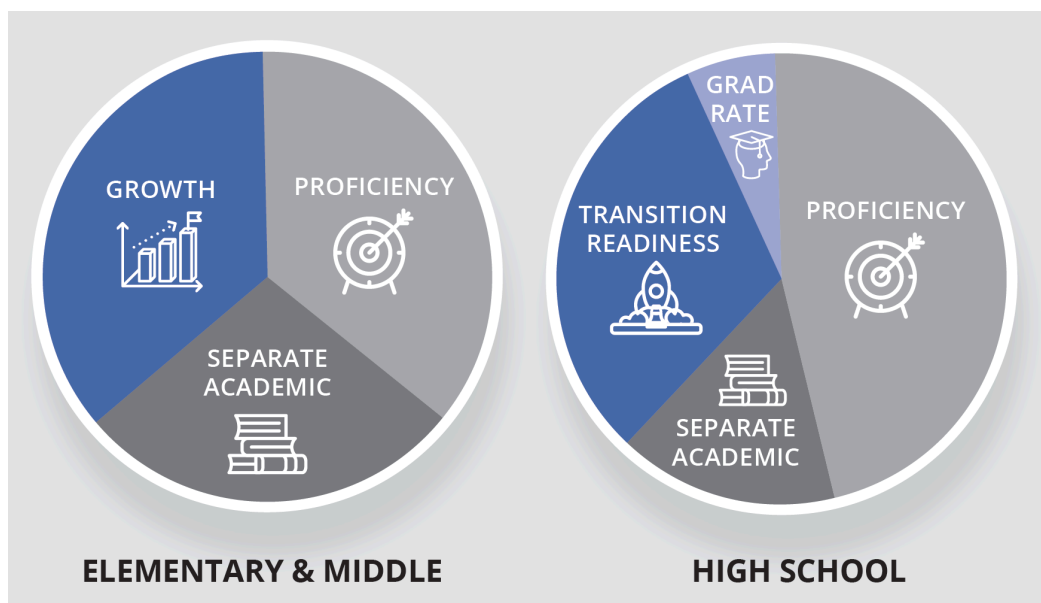 GROWTH
PROFICIENCY
SEPARATE
ACADEMIC
ELEMENTARY & MIDDLE
GRAD
RATE
TRANSITION
READINESS
PROFICIENCY
SEPARATE
ACADEMIC
HIGH SCHOOL